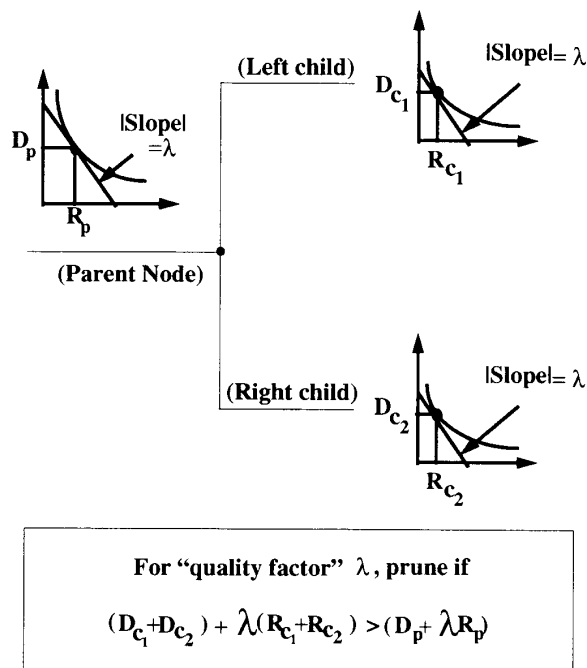 (Left child)
|Slope|= λ
D_c₁
R_c₁
|Slope|
=λ
D_p
R_p
(Parent Node)
(Right child)
|Slope|= λ
D_c₂
R_c₂
For “quality factor” λ, prune if
(D_c₁+D_c₂) + λ(R_c₁+R_c₂) >(D_p+ λR_p)